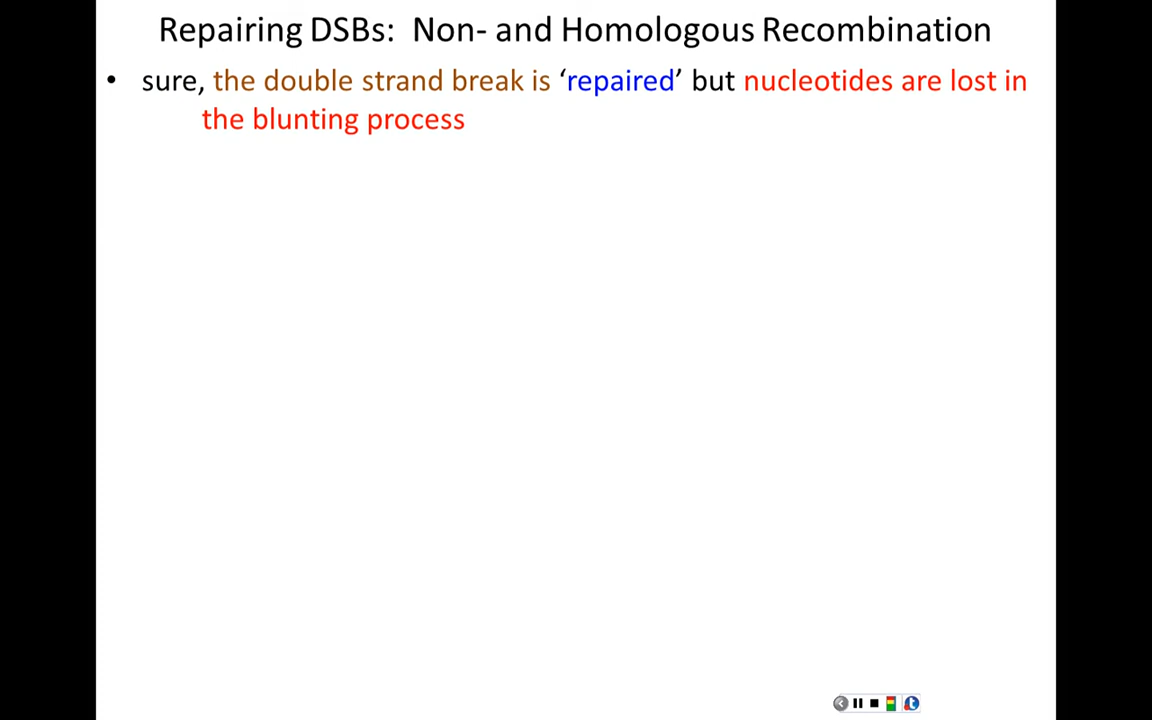 Repairing DSBs:  Non- and Homologous Recombination
• sure, the double strand break is ‘repaired’ but nucleotides are lost in
the blunting process